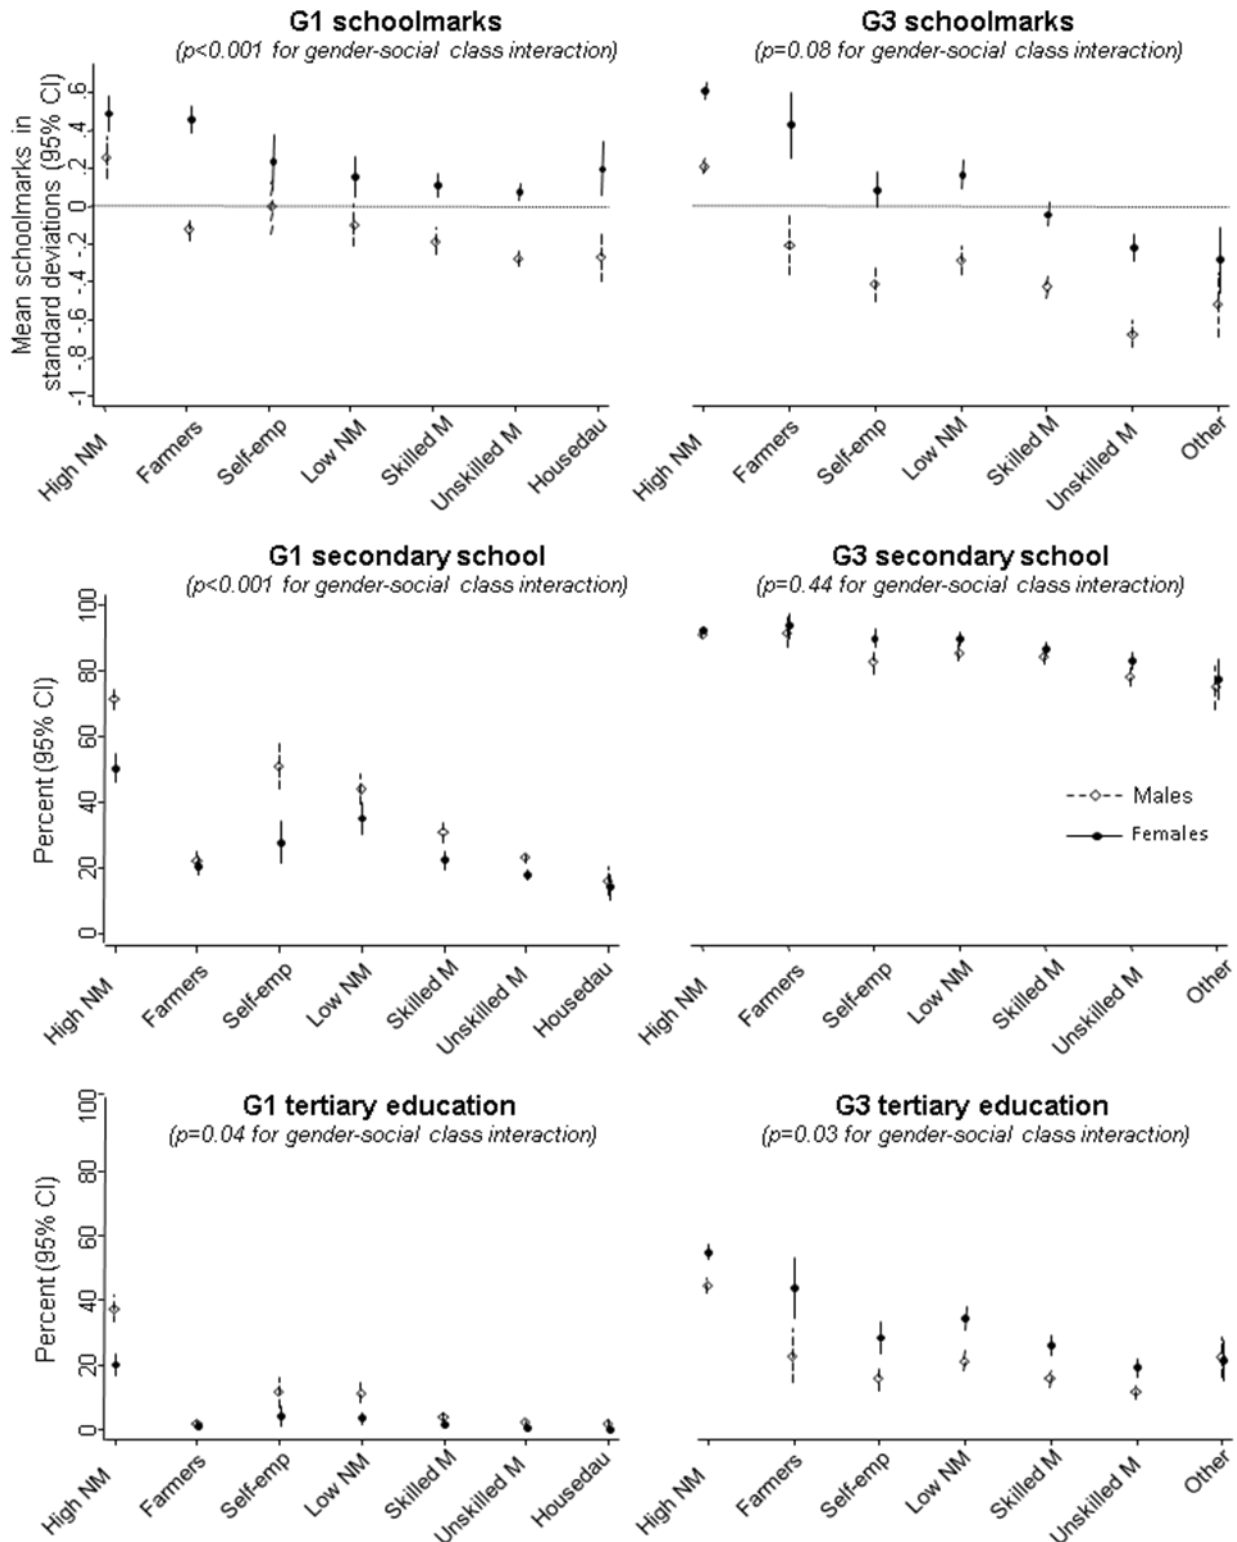 G1 schoolmarks
(p<0.001 for gender-social class interaction)
Mean schoolmarks in
standard deviations (95% CI)
.6
.4
.2
0
-.2
-.4
-.6
-.8
-1
High NM
Farmers
Self-emp
Low NM
Skilled M
Unskilled M
Housedau
G3 schoolmarks
(p=0.08 for gender-social class interaction)
High NM
Farmers
Self-emp
Low NM
Skilled M
Unskilled M
Other
G1 secondary school
(p<0.001 for gender-social class interaction)
Percent (95% CI)
100
80
60
40
20
0
High NM
Farmers
Self-emp
Low NM
Skilled M
Unskilled M
Housedau
G3 secondary school
(p=0.44 for gender-social class interaction)
Males
Females
High NM
Farmers
Self-emp
Low NM
Skilled M
Unskilled M
Other
G1 tertiary education
(p=0.04 for gender-social class interaction)
Percent (95% CI)
100
80
60
40
20
0
High NM
Farmers
Self-emp
Low NM
Skilled M
Unskilled M
Housedau
G3 tertiary education
(p=0.03 for gender-social class interaction)
High NM
Farmers
Self-emp
Low NM
Skilled M
Unskilled M
Other